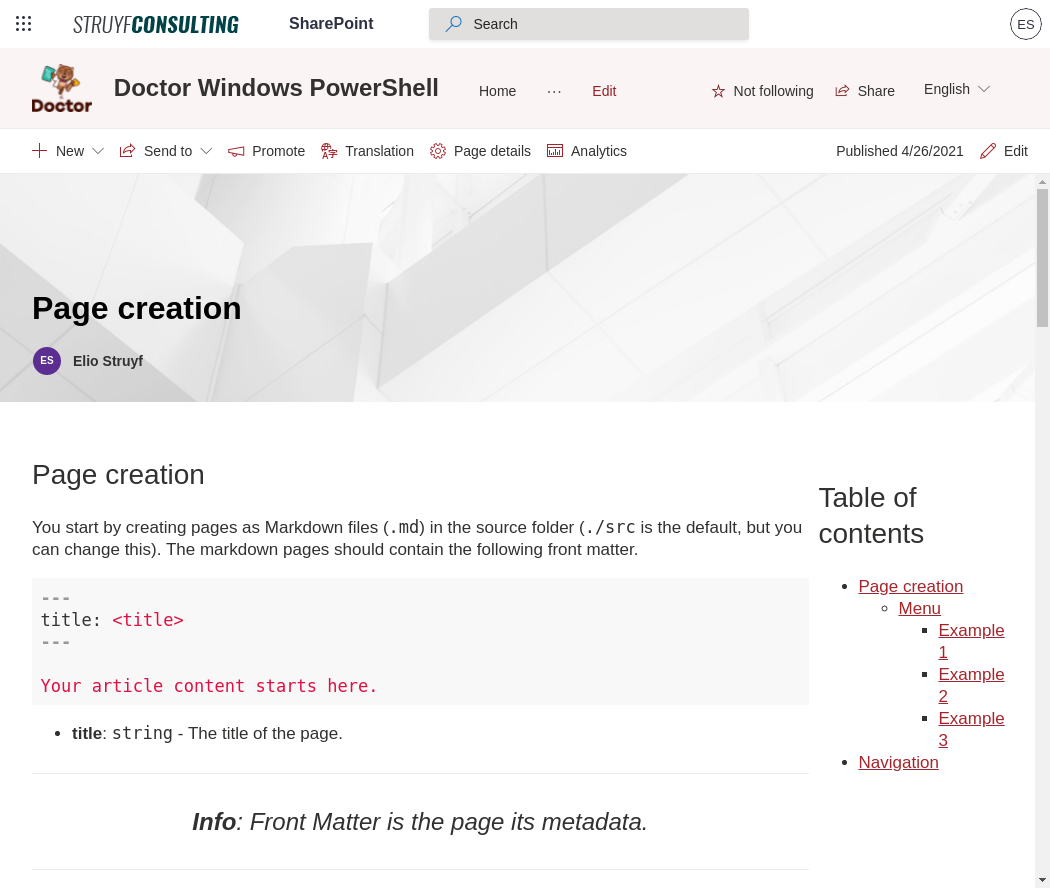 STRUYFCONSULTING SharePoint Search ES
Doctor Doctor Windows PowerShell Home ... Edit Not following Share English
New Send to Promote Translation Page details Analytics Published 4/26/2021 Edit
Page creation
ES Elio Struyf
Page creation
You start by creating pages as Markdown files (.md) in the source folder (./src is the default, but you
can change this). The markdown pages should contain the following front matter.
---
title: <title>
---
Your article content starts here.
title: string - The title of the page.
Info: Front Matter is the page its metadata.
Table of
contents
Page creation
Menu
Example
1
Example
2
Example
3
Navigation